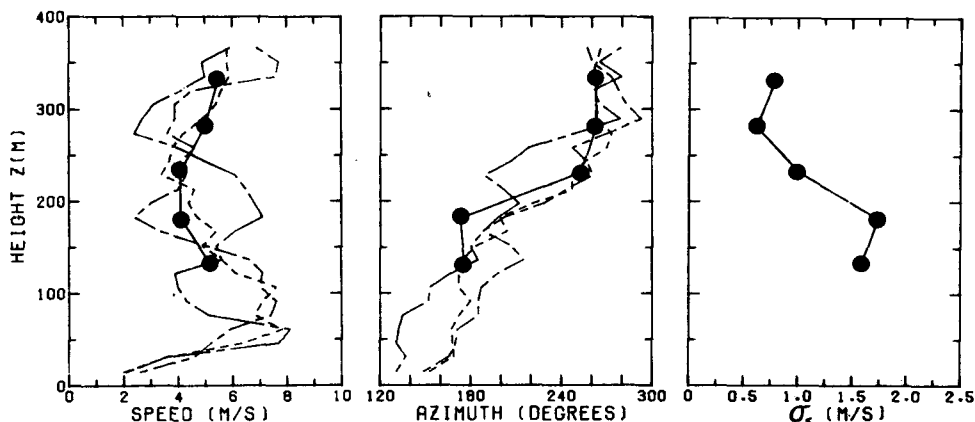 400
300
200
100
0
HEIGHT Z(M)
0 2 4 6 8 10
SPEED (M/S)
120 180 240 300
AZIMUTH (DEGREES)
0 0.5 1.0 1.5 2.0 2.5
σ (M/S)